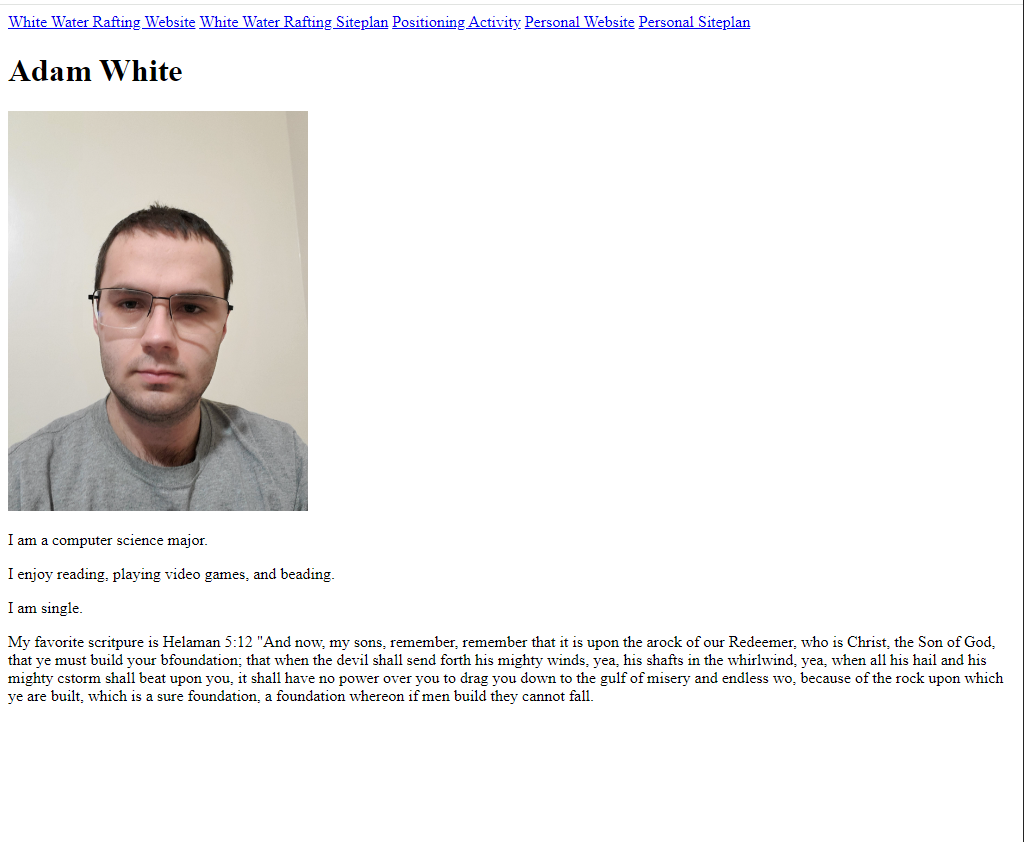 White Water Rafting Website White Water Rafting Siteplan Positioning Activity Personal Website Personal Siteplan
Adam White
I am a computer science major.
I enjoy reading, playing video games, and beading.
I am single.
My favorite scritpure is Helaman 5:12 "And now, my sons, remember, remember that it is upon the arock of our Redeemer, who is Christ, the Son of God,
that ye must build your bfoundation; that when the devil shall send forth his mighty winds, yea, his shafts in the whirlwind, yea, when all his hail and his
mighty cstorm shall beat upon you, it shall have no power over you to drag you down to the gulf of misery and endless wo, because of the rock upon which
ye are built, which is a sure foundation, a foundation whereon if men build they cannot fall.